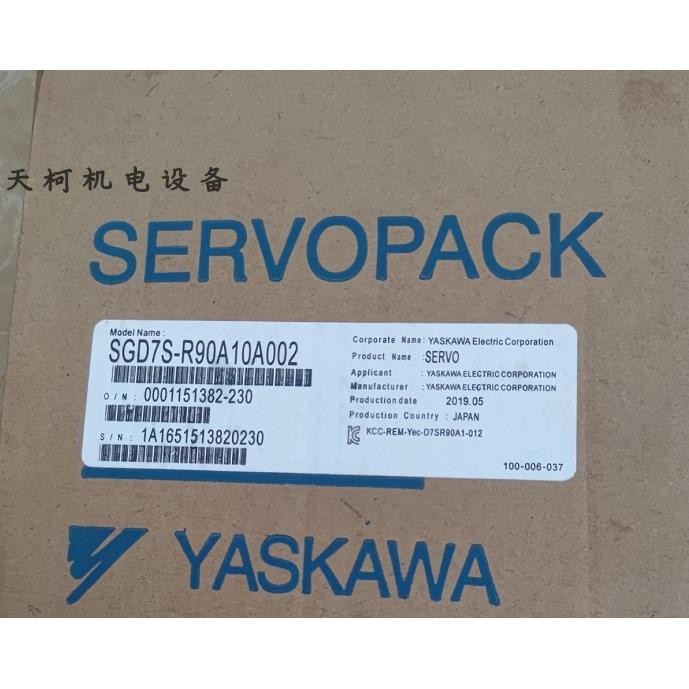 天柯机电设备
SERVOPACK
Model Name :
SGD7S-R90A10A002
O/N : 0001151382-230
S/N : 1A1651513820230
Corporate Name : YASKAWA Electric Corporation
Product Name : SERVO
Applicant : YASKAWA ELECTRIC CORPORATION
Manufacturer : YASKAWA ELECTRIC CORPORATION
Production date 2019.05
Production Country : JAPAN
KCC-REM-Yec-D7SR90A1-012
100-006-037
YASKAWA